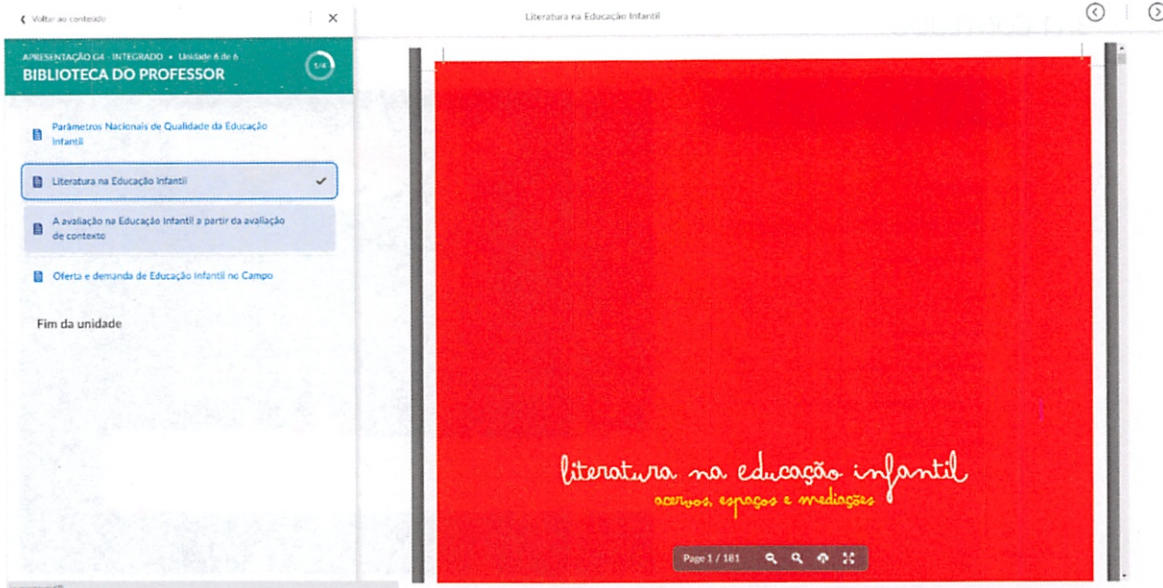 Voltar ao conteúdo
APRESENTAÇÃO G4 - INTEGRADO • Unidade 6 de 6
BIBLIOTECA DO PROFESSOR
1/4
Parâmetros Nacionais de Qualidade da Educação
Infantil
Literatura na Educação Infantil
A avaliação na Educação Infantil a partir da avaliação
de contexto
Oferta e demanda de Educação Infantil no Campo
Fim da unidade
Literatura na Educação Infantil
literatura na educação infantil
acervos, espaços e mediações
Page 1 / 181